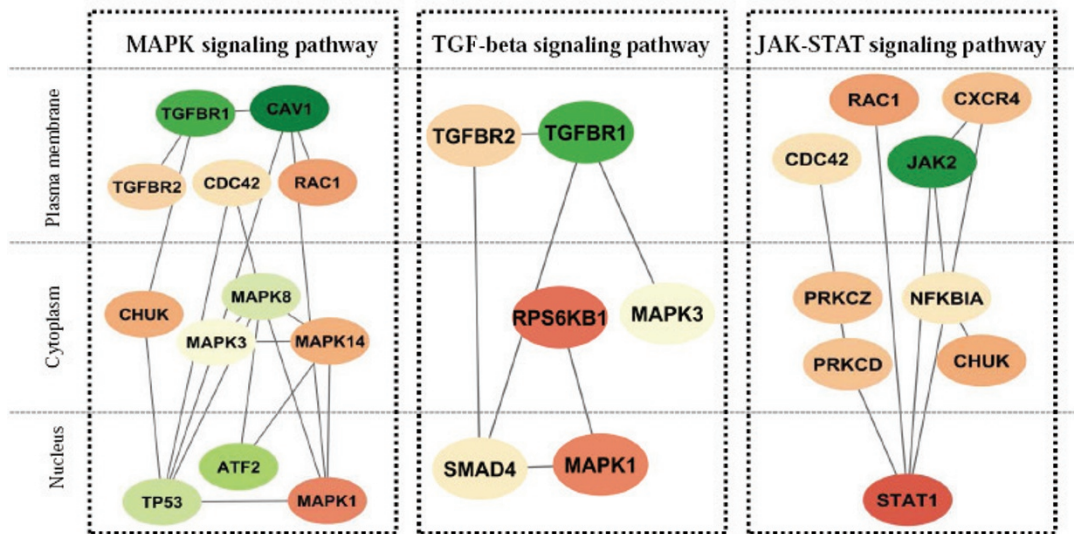 MAPK signaling pathway
TGF-beta signaling pathway
JAK-STAT signaling pathway
Plasma membrane
Cytoplasm
Nucleus
TGFBR1
CAV1
TGFBR2
CDC42
RAC1
CHUK
MAPK8
MAPK3
MAPK14
ATF2
TP53
MAPK1
TGFBR2
TGFBR1
RPS6KB1
MAPK3
SMAD4
MAPK1
RAC1
CXCR4
CDC42
JAK2
PRKCZ
NFKBIA
PRKCD
CHUK
STAT1